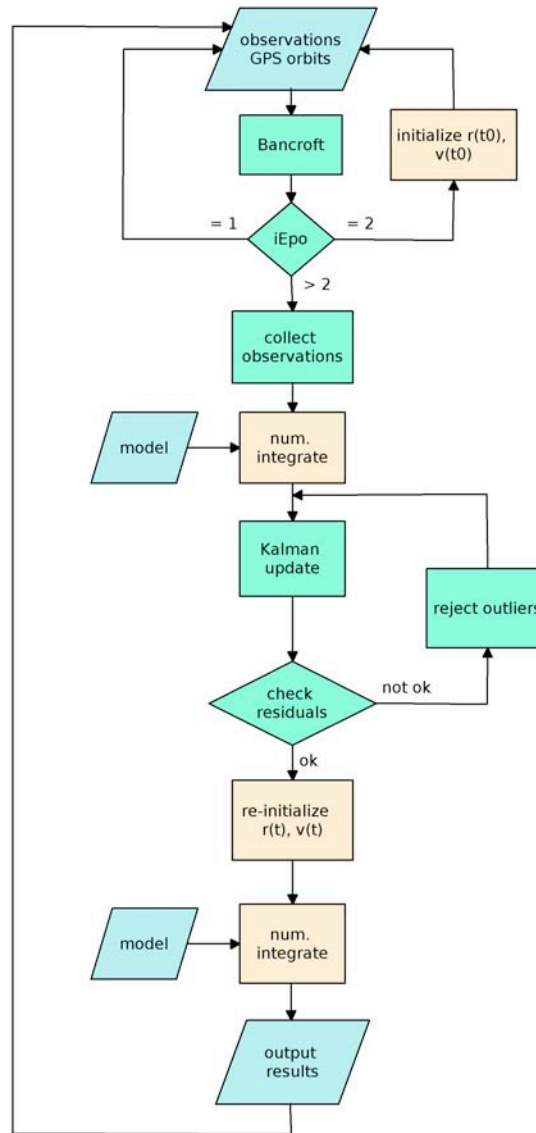 observations
GPS orbits
Bancroft
initialize r(t0),
v(t0)
= 1
iEpo
= 2
> 2
collect
observations
model
num.
integrate
Kalman
update
reject outliers
check
residuals
not ok
ok
re-initialize
r(t), v(t)
model
num.
integrate
output
results